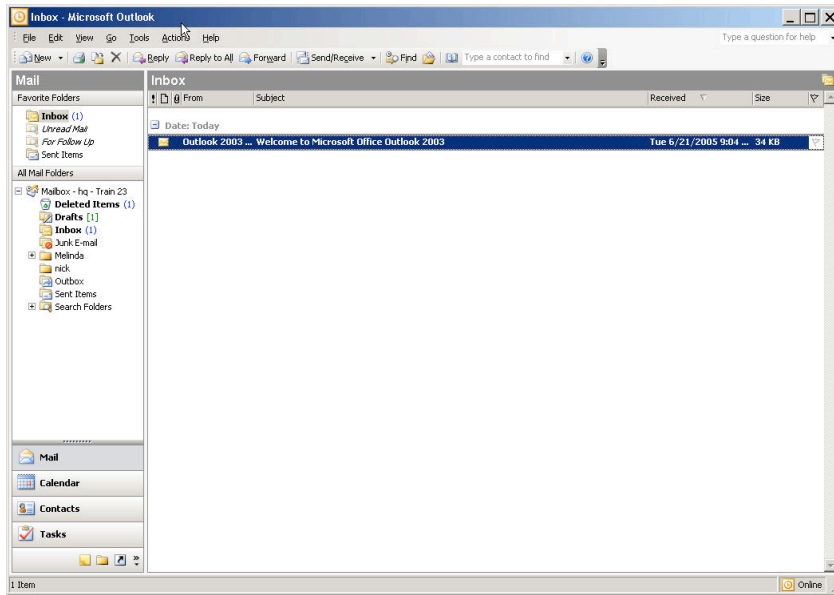 Inbox - Microsoft Outlook
File Edit View Go Tools Actions Help Type a question for help
New Reply Reply to All Forward Send/Receive Find Type a contact to find
Mail
Favorite Folders
Inbox (1)
Unread Mail
For Follow Up
Sent Items
All Mail Folders
Mailbox - hq - Train 23
Deleted Items (1)
Drafts [1]
Inbox (1)
Junk E-mail
Melinda
nick
Outbox
Sent Items
Search Folders
Mail
Calendar
Contacts
Tasks
Inbox
From Subject Received Size
Date: Today
Outlook 2003 ... Welcome to Microsoft Office Outlook 2003 Tue 6/21/2005 9:04 ... 34 KB
1 Item Online